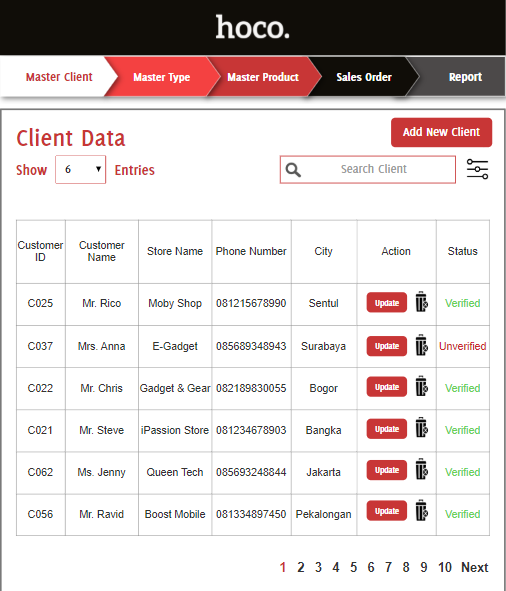 hoco.
Master Client Master Type Master Product Sales Order Report
Client Data
Add New Client
Show 6 Entries
Search Client
Customer ID Customer Name Store Name Phone Number City Action Status
C025 Mr. Rico Moby Shop 081215678990 Sentul Update Verified
C037 Mrs. Anna E-Gadget 085689348943 Surabaya Update Unverified
C022 Mr. Chris Gadget & Gear 082189830055 Bogor Update Verified
C021 Mr. Steve iPassion Store 081234678903 Bangka Update Verified
C062 Ms. Jenny Queen Tech 085693248844 Jakarta Update Verified
C056 Mr. Ravid Boost Mobile 081334897450 Pekalongan Update Verified
1 2 3 4 5 6 7 8 9 10 Next